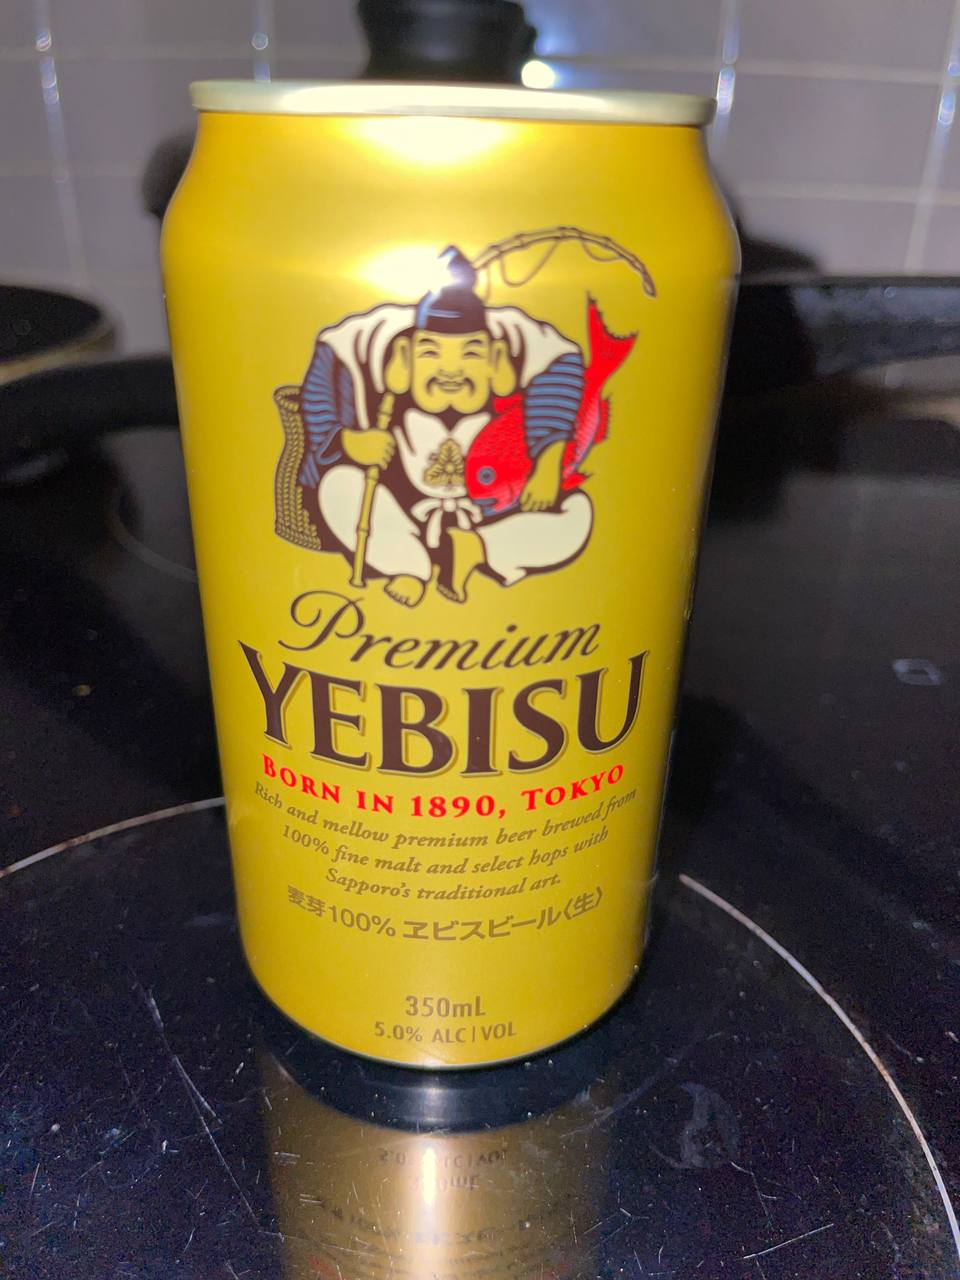 Premium
YEBISU
BORN IN 1890, TOKYO
Rich and mellow premium beer brewed from
100% fine malt and select hops with
Sapporo's traditional art.
麦芽100% ヱビスビール〈生〉
350mL
5.0% ALC|VOL